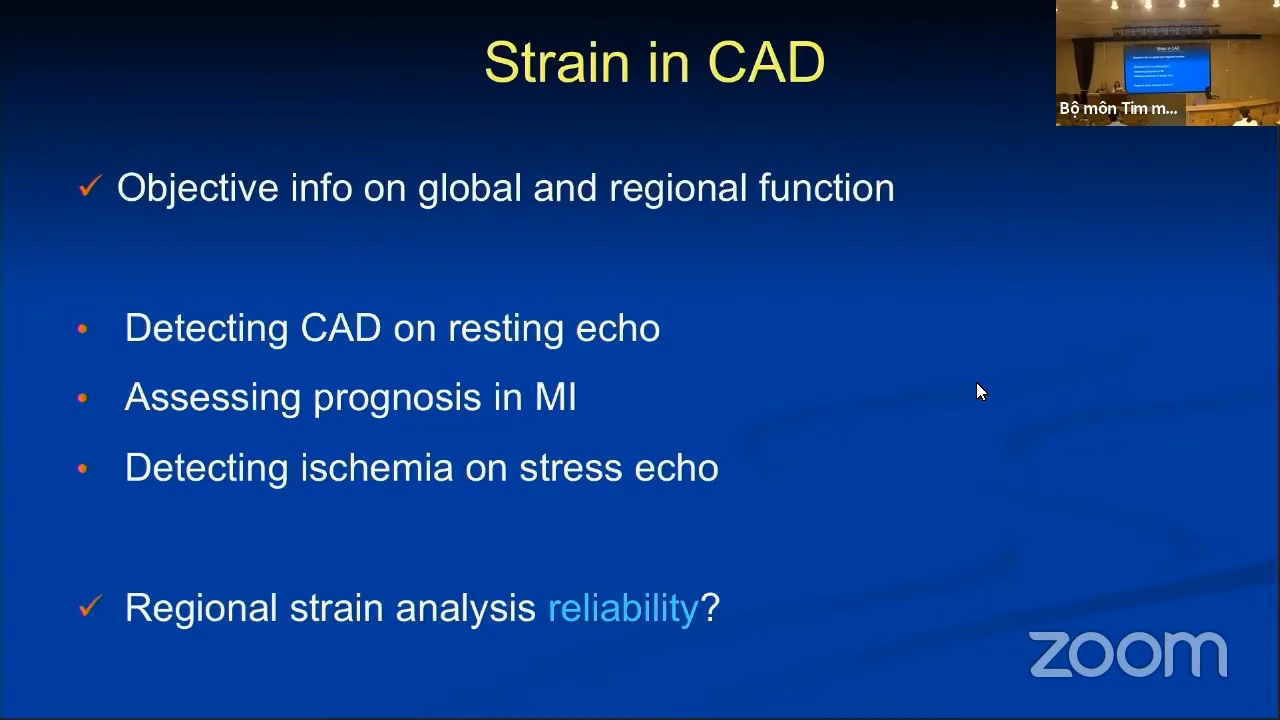 Strain in CAD
Bộ môn Tim m...
Objective info on global and regional function
Detecting CAD on resting echo
Assessing prognosis in MI
Detecting ischemia on stress echo
Regional strain analysis reliability?
zoom